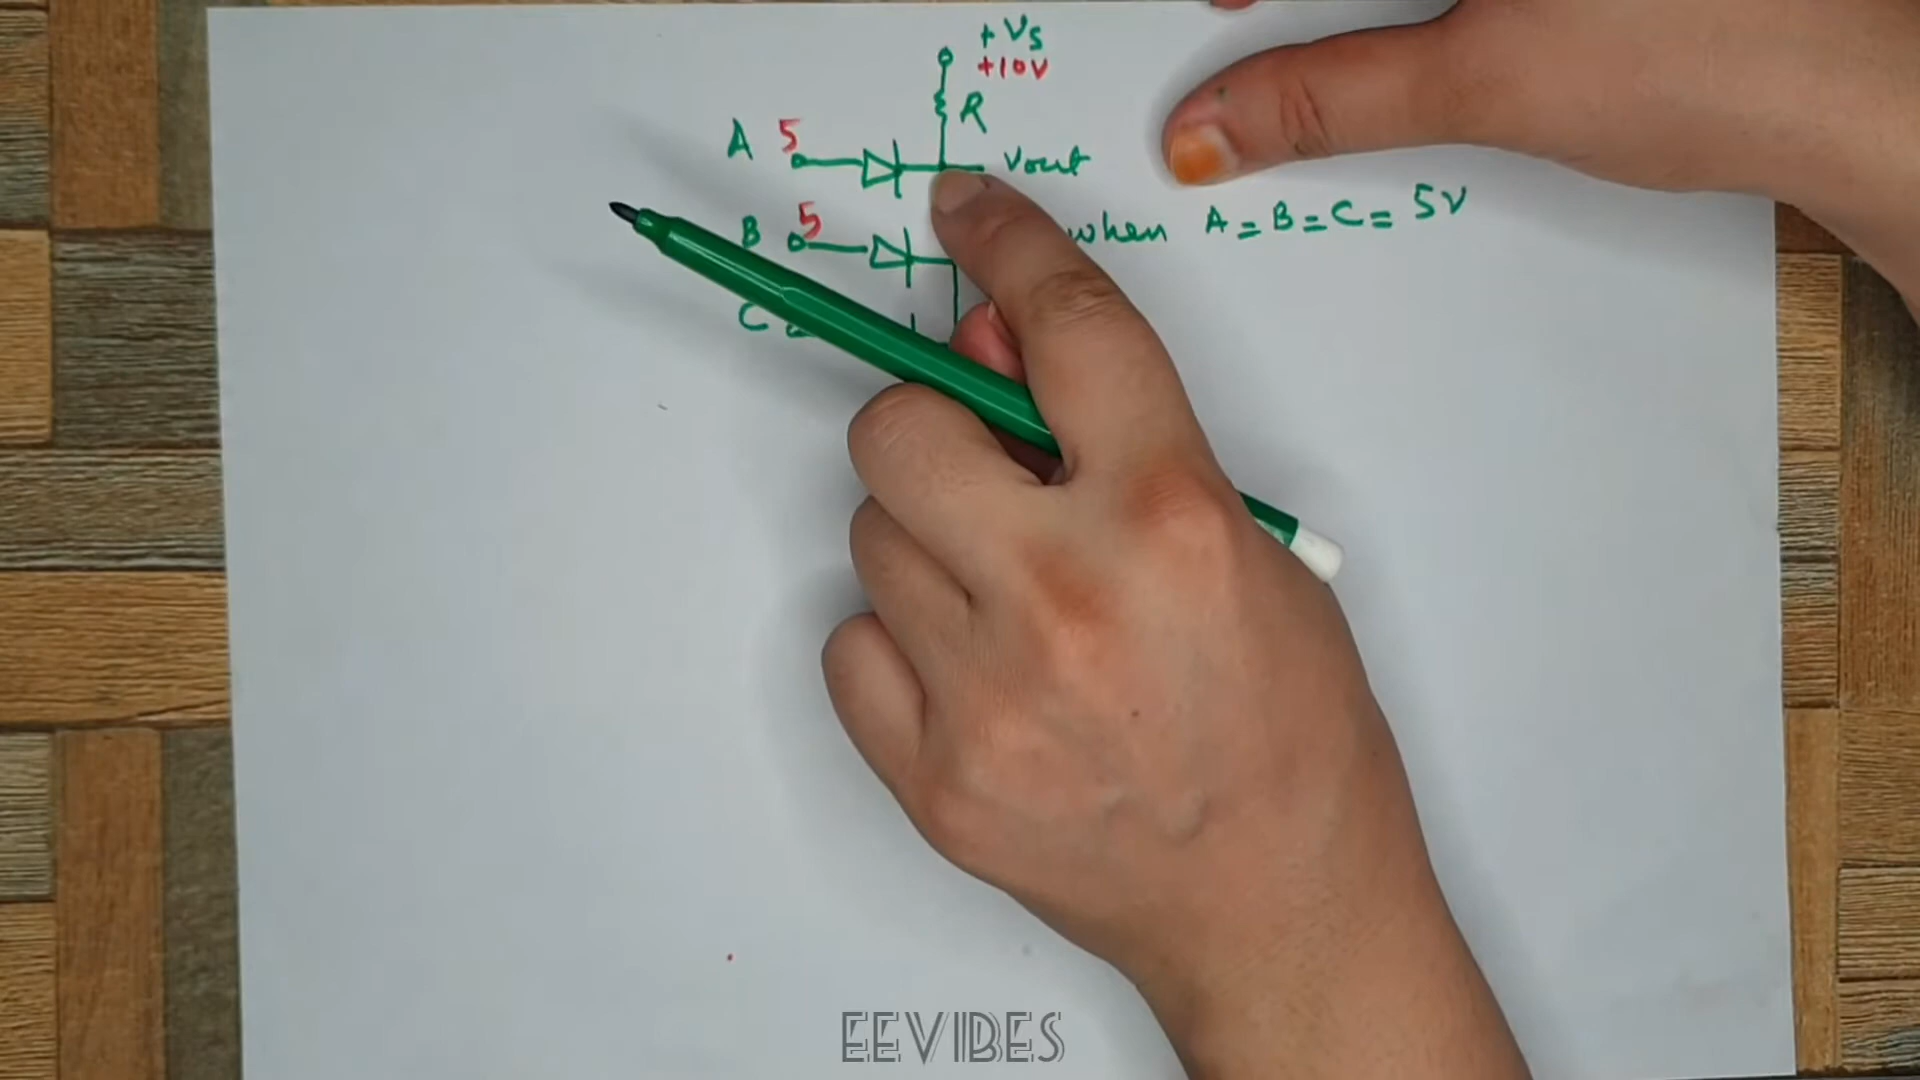 +Vs
+10V
R
A 5
Vout
B 5
when A = B = C = 5V
C
EEVIBES